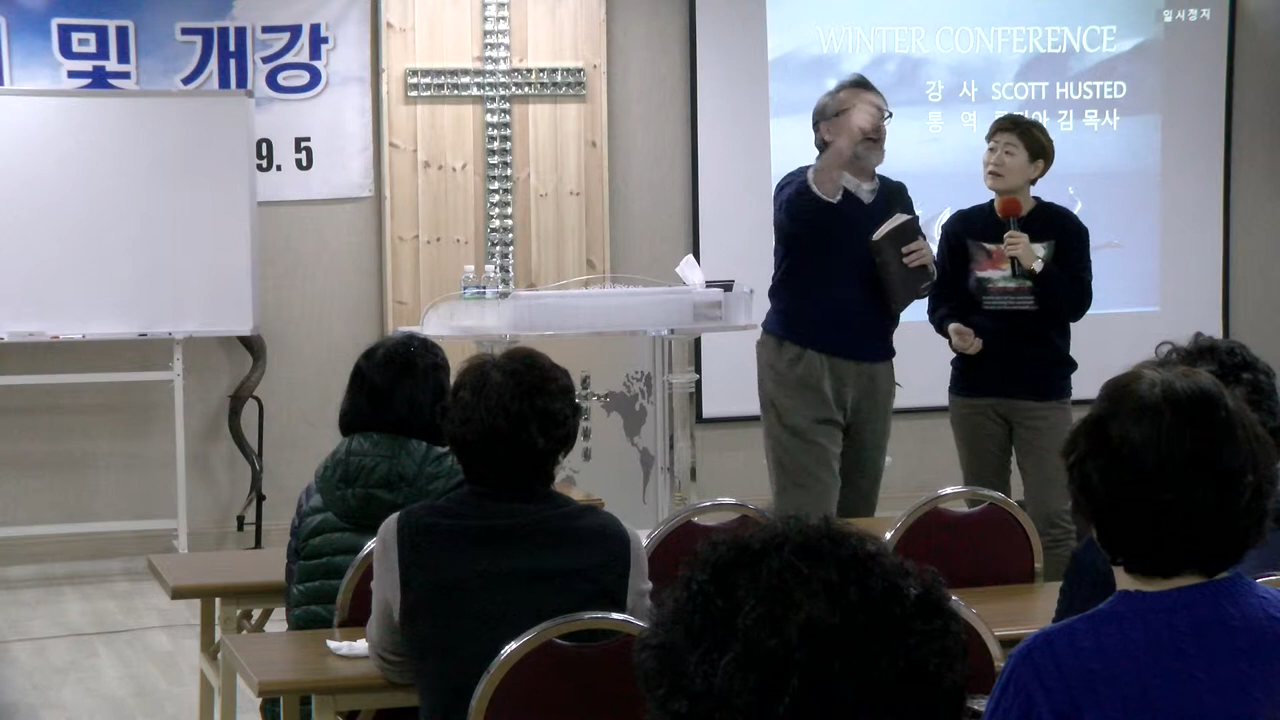 및 개강
9. 5
일시정지
WINTER CONFERENCE
강 사 SCOTT HUSTED
통 역 김 목사